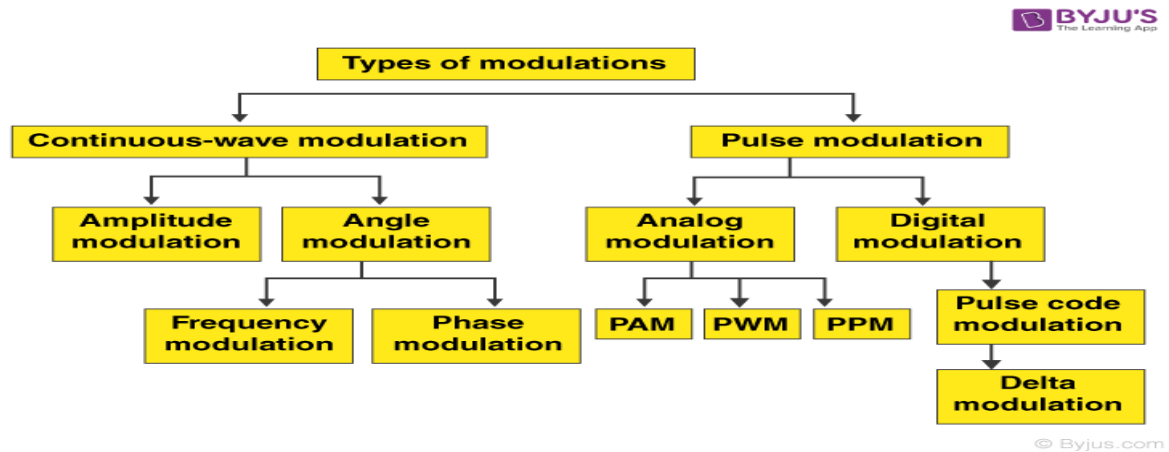 BYJU'S
The Learning App
Types of modulations
Continuous-wave modulation
Pulse modulation
Amplitude
modulation
Angle
modulation
Analog
modulation
Digital
modulation
Frequency
modulation
Phase
modulation
PAM
PWM
PPM
Pulse code
modulation
Delta
modulation
© Byjus.com